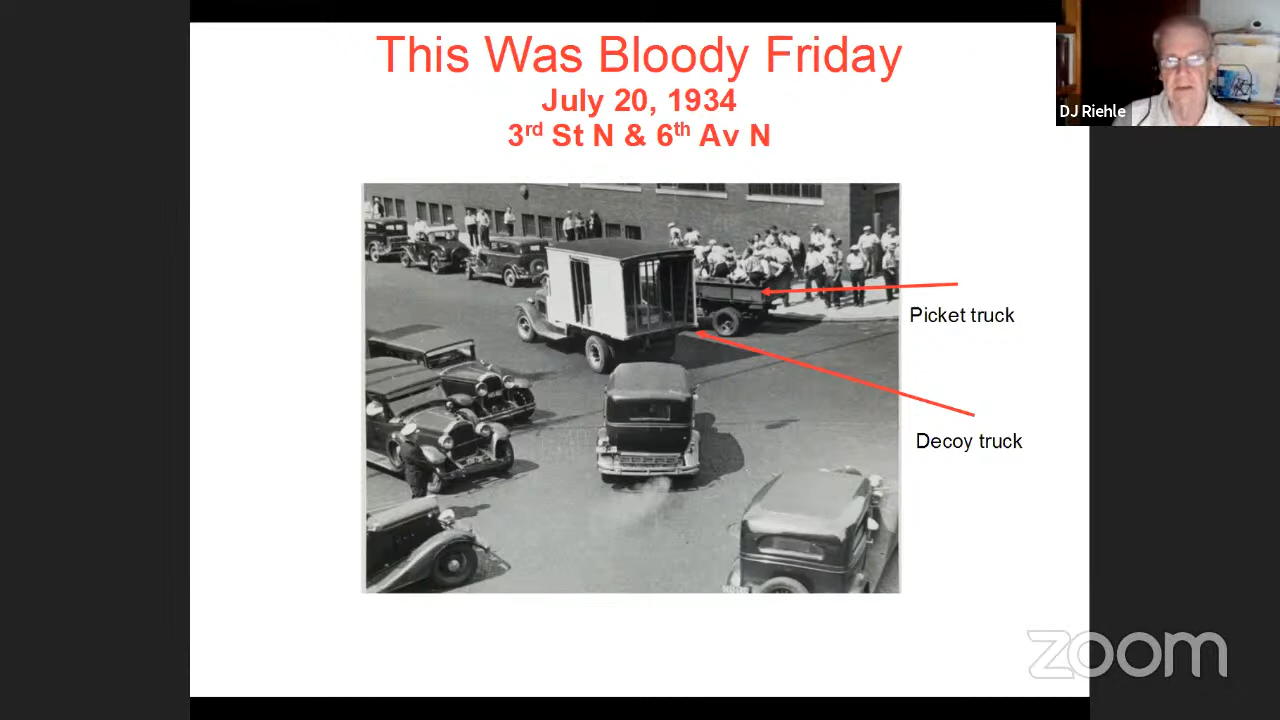 This Was Bloody Friday
July 20, 1934
3rd St N & 6th Av N
DJ Riehle
Picket truck
Decoy truck
zoom